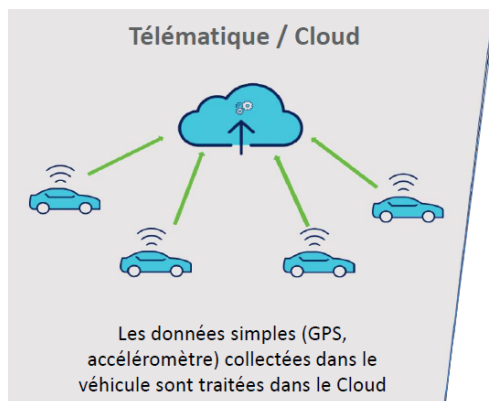 Télématique / Cloud
Les données simples (GPS,
accéléromètre) collectées dans le
véhicule sont traitées dans le Cloud